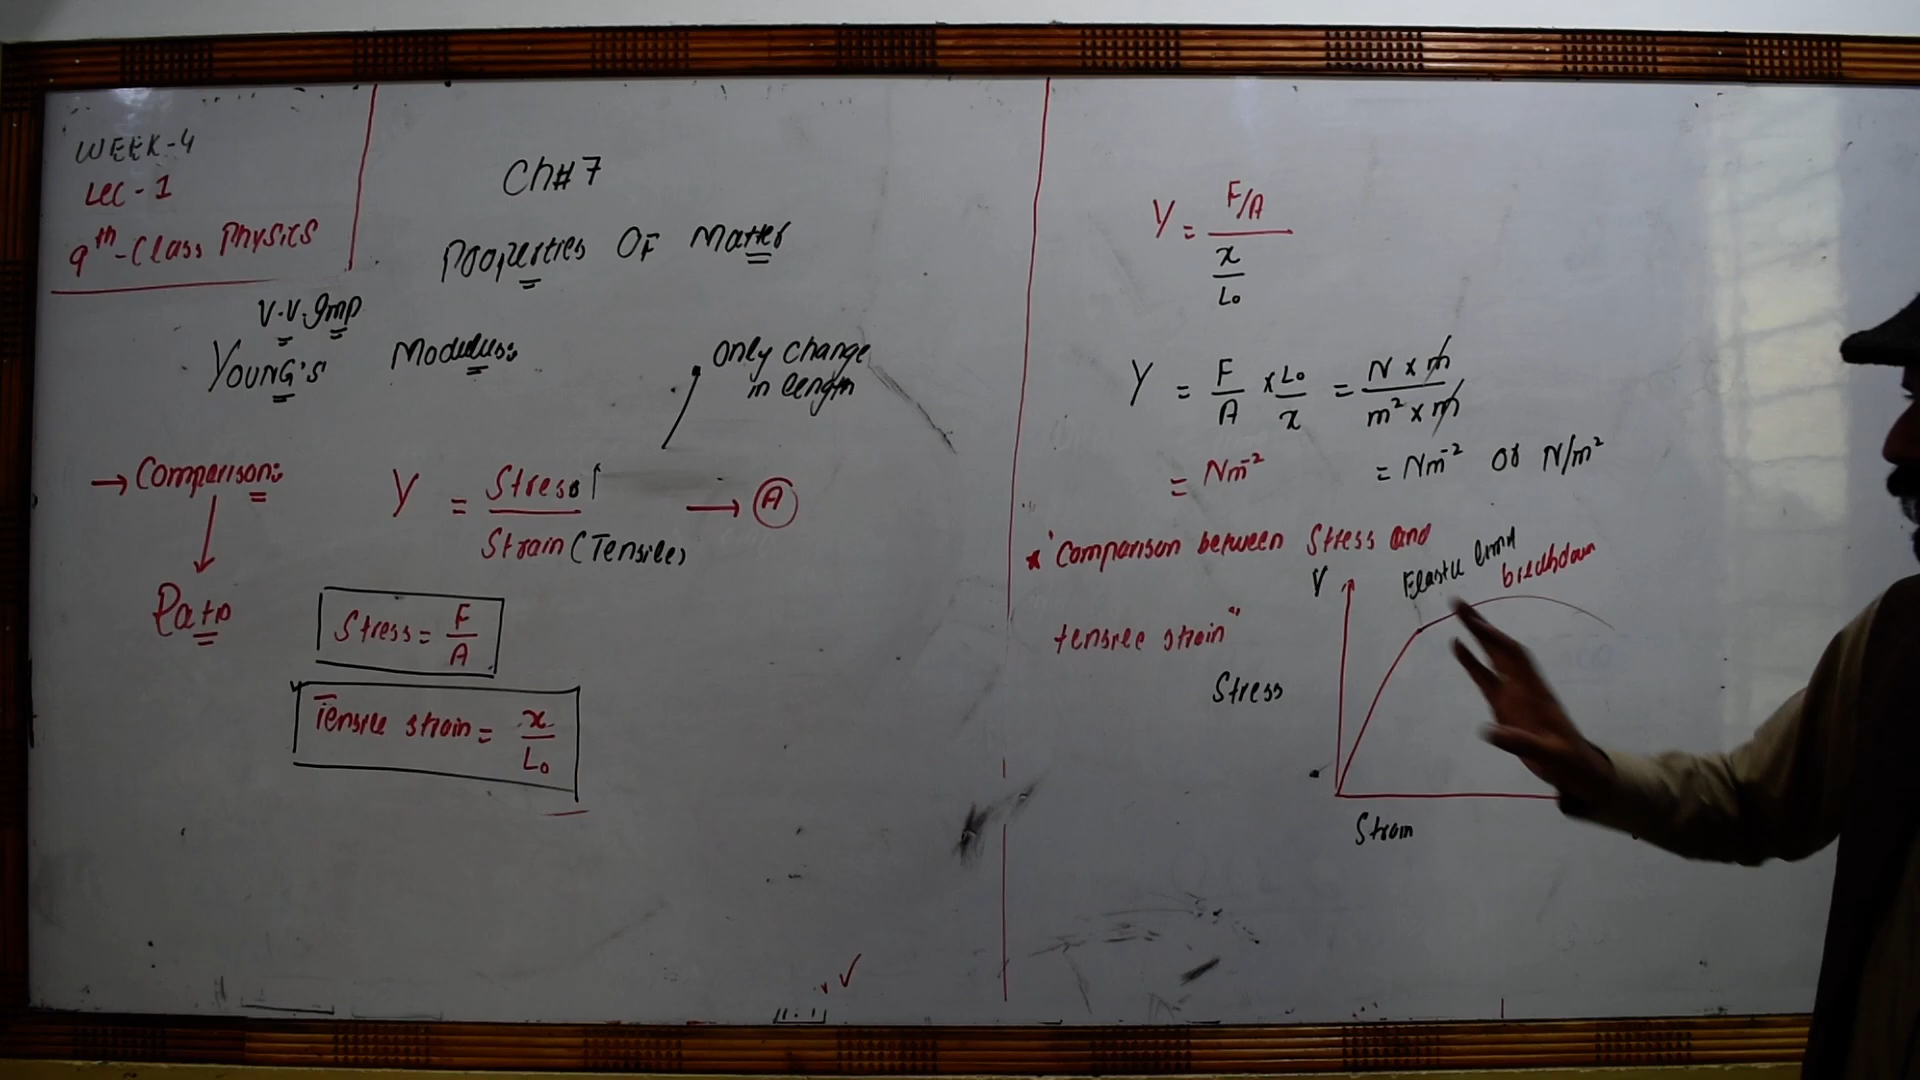 WEEK-4
Lec-1
9th-Class Physics
Ch#7
Properties OF Matter
V.V.Imp
YOUNG'S Moduluss
only change
in length
→ Comparison:
Y = Stress / Strain (Tensile) → A
Ratio
Stress = F/A
Tensile strain = x/L₀
Y = F/A / x/L₀
Y = F/A × L₀/x = N × m / m² × m
= Nm⁻² = Nm⁻² or N/m²
* "Comparison between Stress and
tensile strain"
Y
Elastic limit
breakdown
Stress
Strain